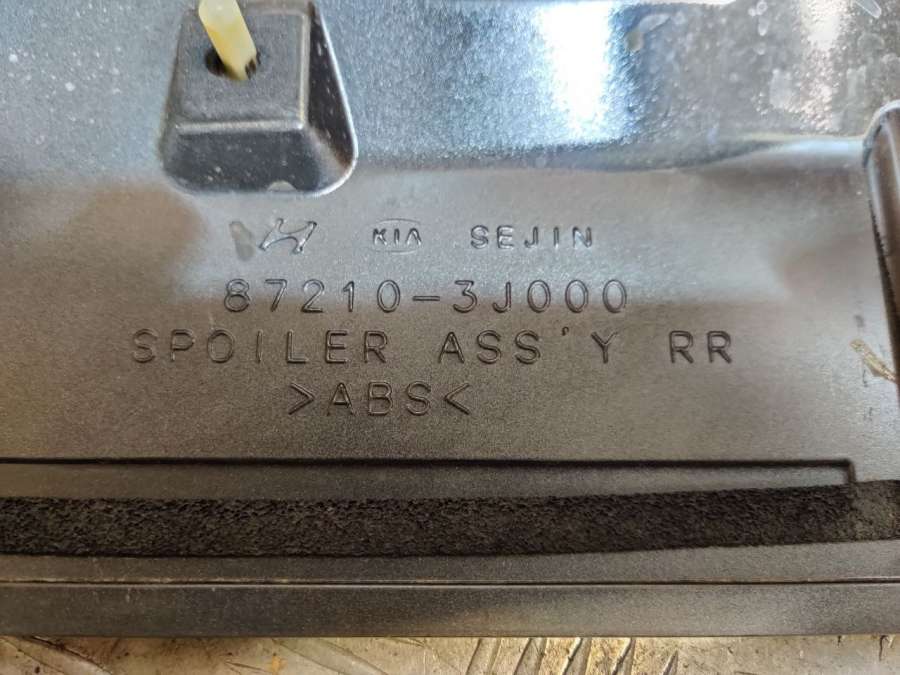 KIA SEJIN
87210-3J000
SPOILER ASS'Y RR
>ABS<